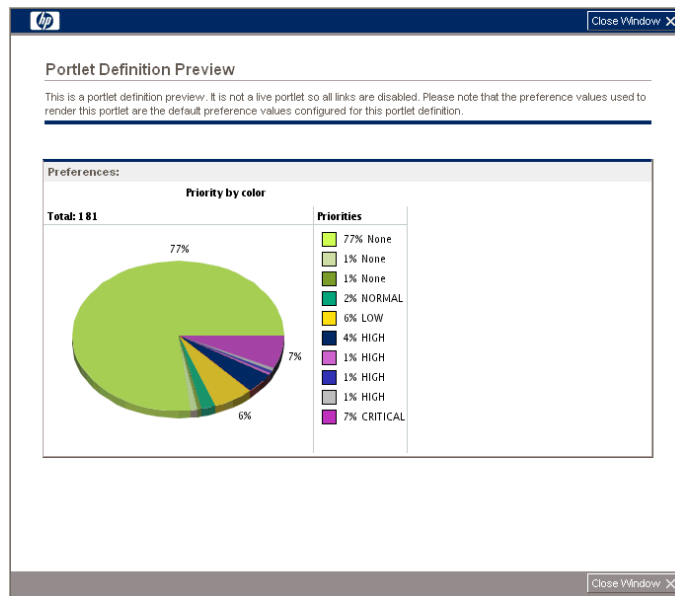 hp
Close Window X
Portlet Definition Preview
This is a portlet definition preview. It is not a live portlet so all links are disabled. Please note that the preference values used to
render this portlet are the default preference values configured for this portlet definition.
Preferences:
Priority by color
Total: 181
Priorities
77%
7%
6%
77% None
1% None
1% None
2% NORMAL
6% LOW
4% HIGH
1% HIGH
1% HIGH
1% HIGH
7% CRITICAL
Close Window X